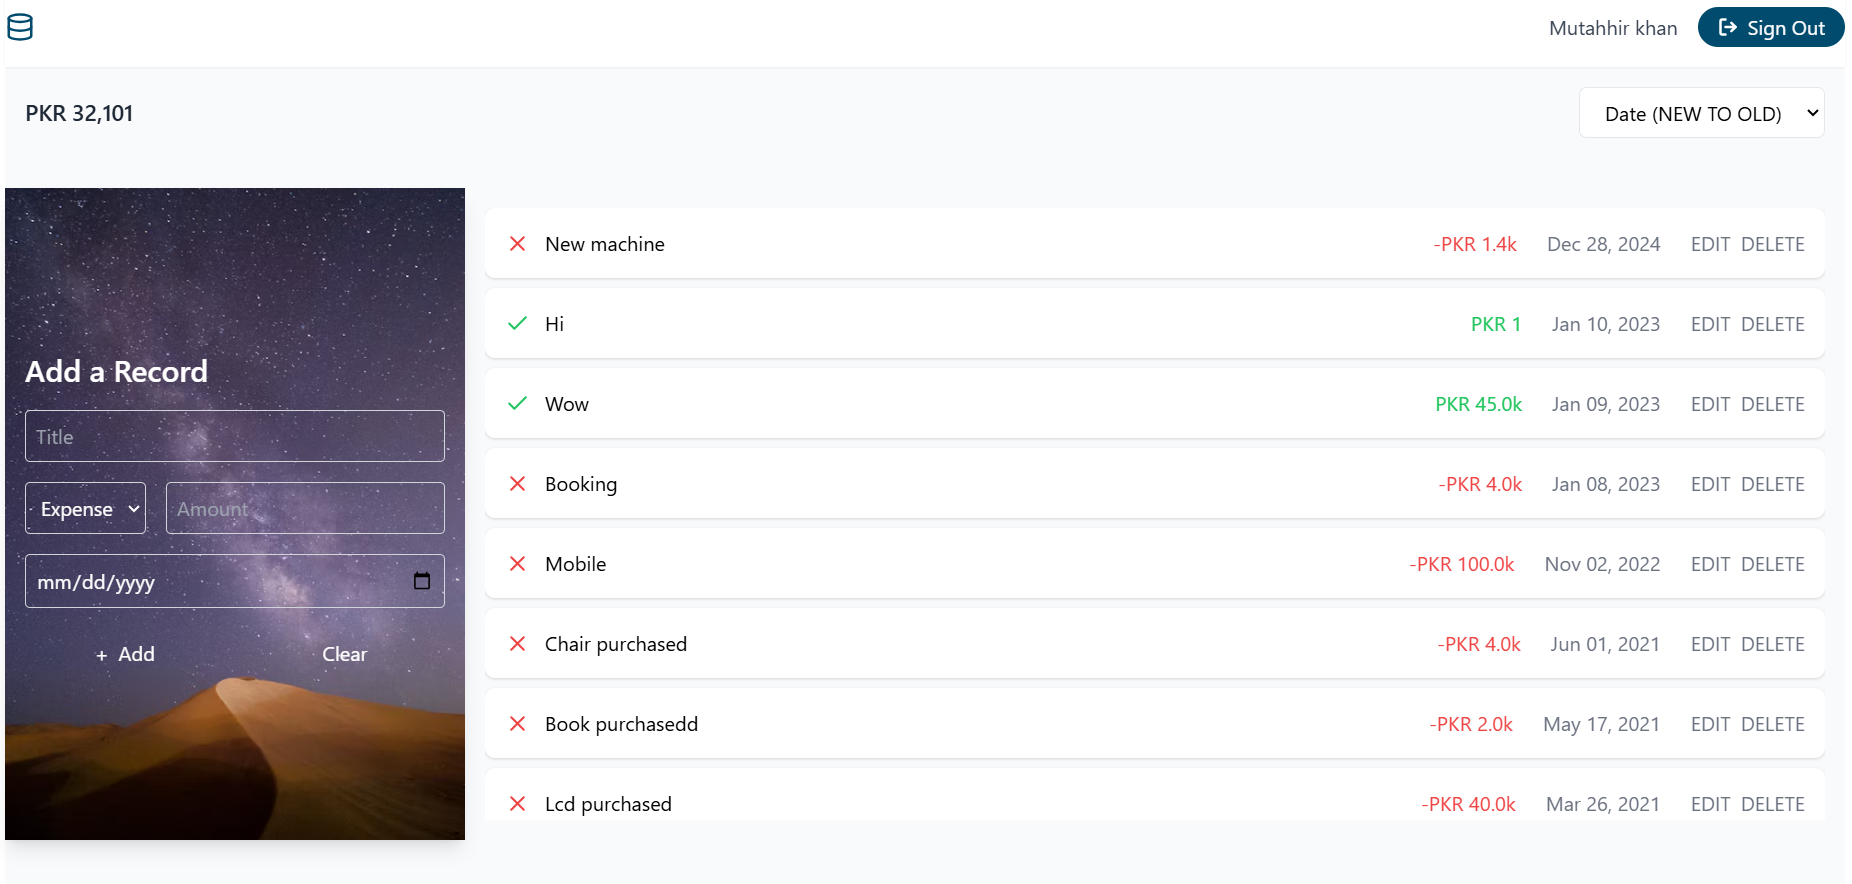 Mutahhir khan Sign Out
PKR 32,101 Date (NEW TO OLD)
Add a Record
Title
Expense Amount
mm/dd/yyyy
+ Add Clear
New machine -PKR 1.4k Dec 28, 2024 EDIT DELETE
Hi PKR 1 Jan 10, 2023 EDIT DELETE
Wow PKR 45.0k Jan 09, 2023 EDIT DELETE
Booking -PKR 4.0k Jan 08, 2023 EDIT DELETE
Mobile -PKR 100.0k Nov 02, 2022 EDIT DELETE
Chair purchased -PKR 4.0k Jun 01, 2021 EDIT DELETE
Book purchasedd -PKR 2.0k May 17, 2021 EDIT DELETE
Lcd purchased -PKR 40.0k Mar 26, 2021 EDIT DELETE